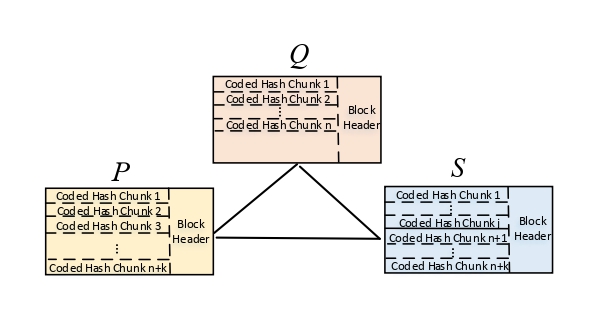 Q
Coded Hash Chunk 1
Coded Hash Chunk 2
⋮
Coded Hash Chunk n
Block
Header
P
Coded Hash Chunk 1
Coded Hash Chunk 2
Coded Hash Chunk 3
⋮
Coded Hash Chunk n+k
Block
Header
S
Coded Hash Chunk 1
⋮
Coded Hash Chunk i
Coded Hash Chunk n+1
⋮
Coded Hash Chunk n+k
Block
Header